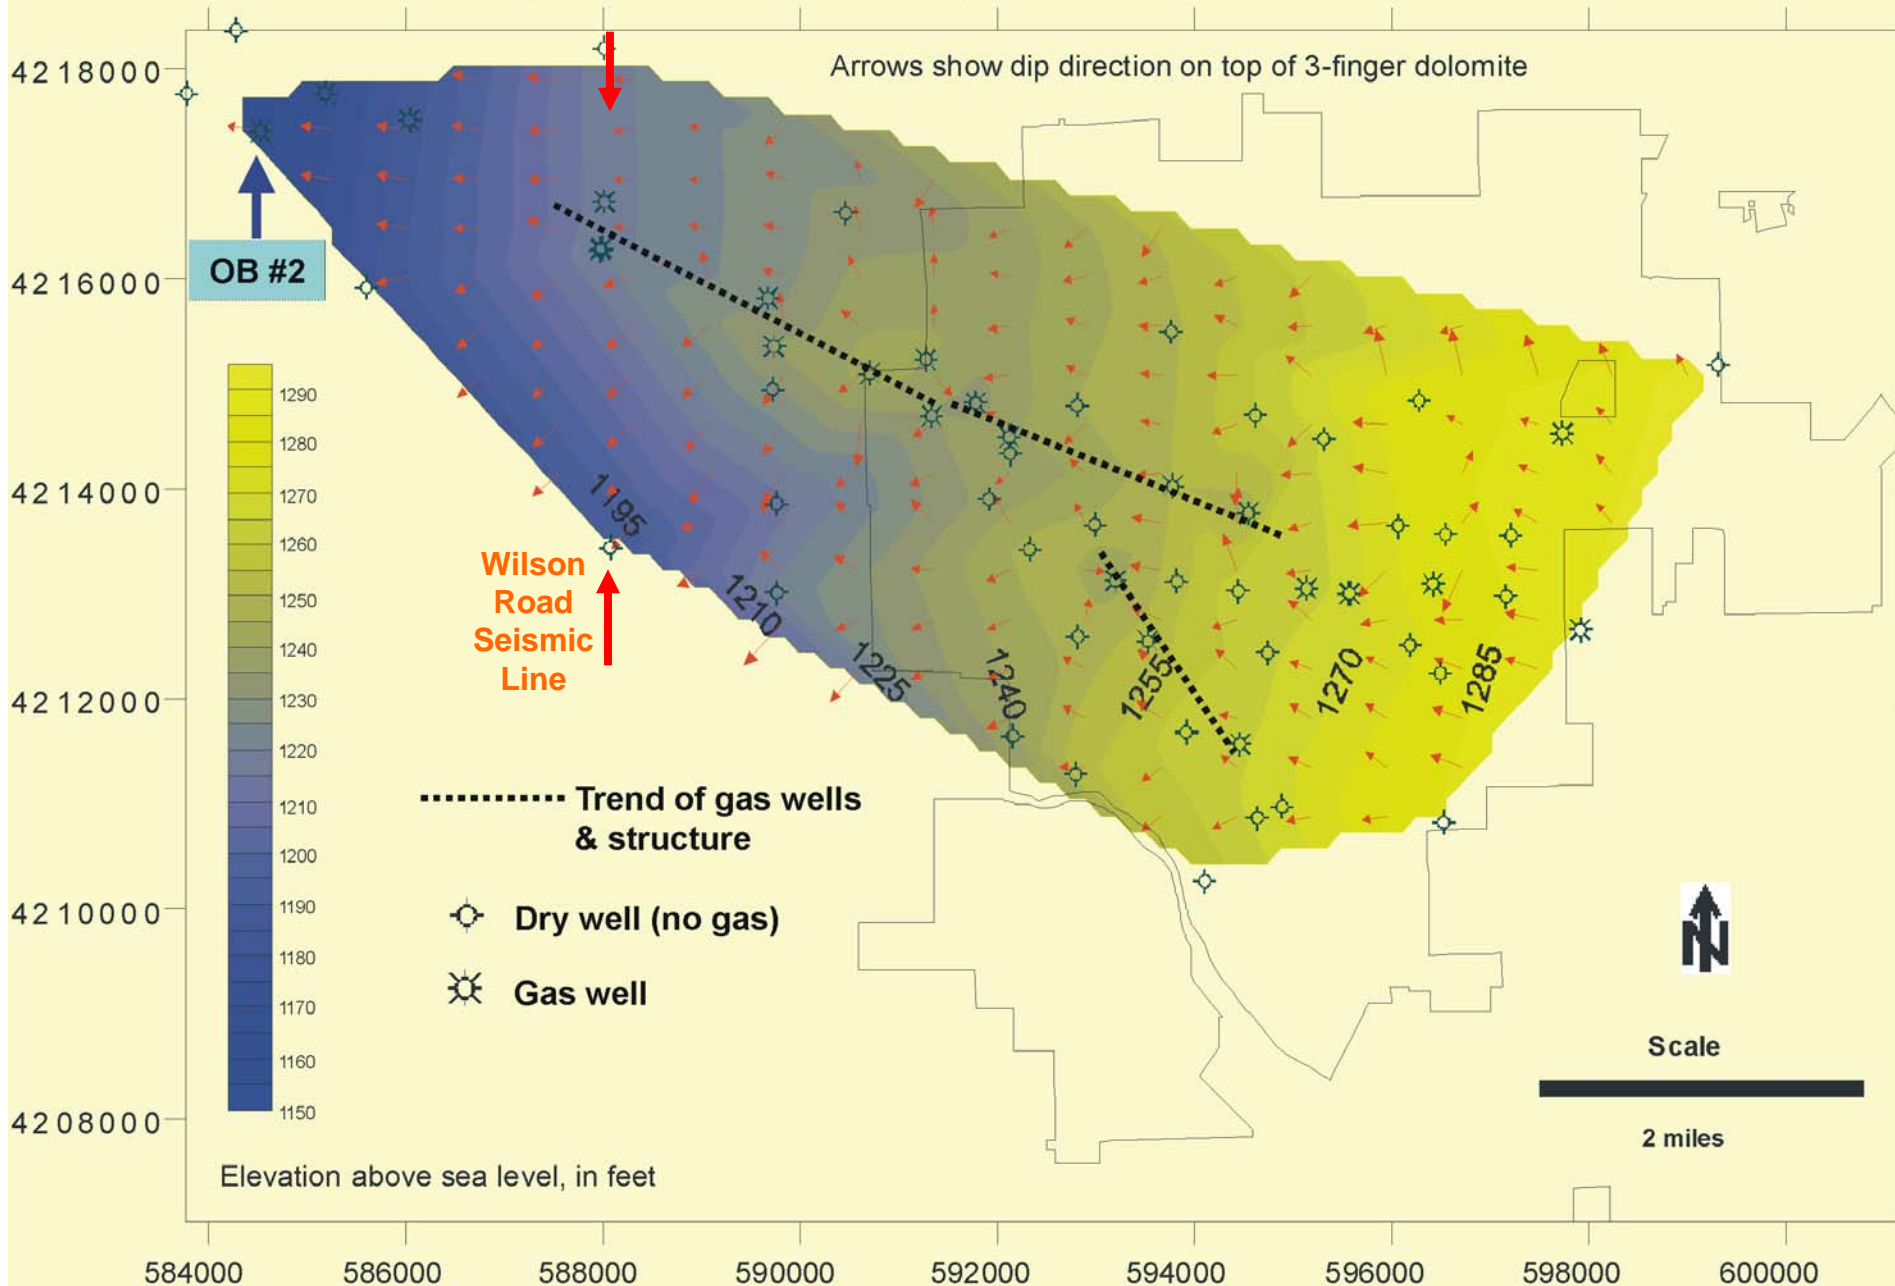 Arrows show dip direction on top of 3-finger dolomite
4218000
4216000
4214000
4212000
4210000
4208000
OB #2
1290
1280
1270
1260
1250
1240
1230
1220
1210
1200
1190
1180
1170
1160
1150
1195
1210
1225
1240
1255
1270
1285
Wilson
Road
Seismic
Line
Trend of gas wells
& structure
Dry well (no gas)
Gas well
N
Scale
2 miles
Elevation above sea level, in feet
584000
586000
588000
590000
592000
594000
596000
598000
600000